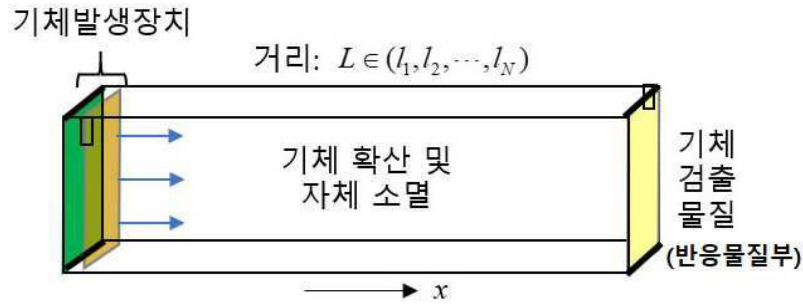 기체발생장치
거리: L ∈ (l₁, l₂, ⋯, l_N)
기체 확산 및
자체 소멸
기체
검출
물질
(반응물질부)
x